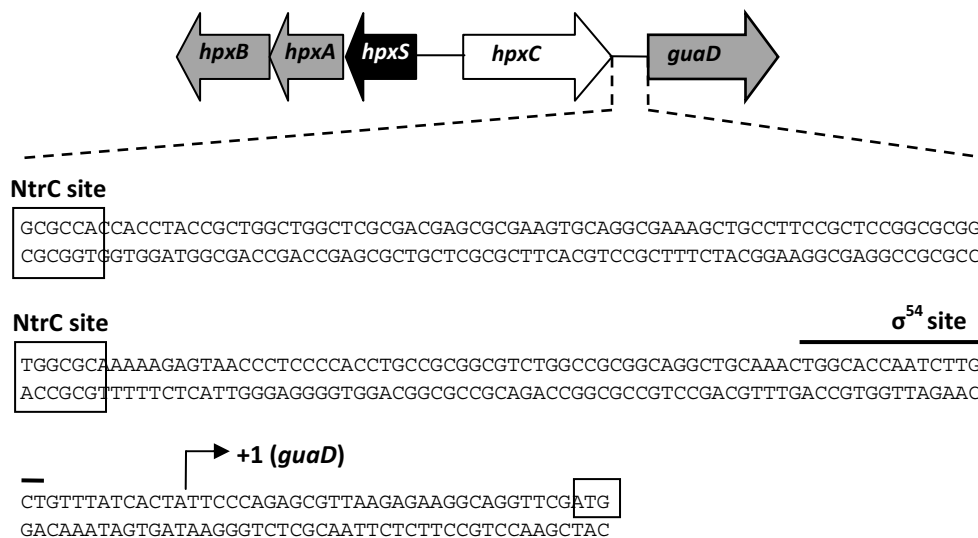 hpxB hpxA hpxS hpxC guaD
NtrC site
GCGCCACCACCTACCGCTGGCTGGCTCGCGACGAGCGCGAAGTGCAGGCGAAAGCTGCCTTCCGCTCCGGCGCGG
CGCGGTGGTGGATGGCGACCGACCGAGCGCTGCTCGCGCTTCACGTCCGCTTTCTACGGAAGGCGAGGCCGCGCC
NtrC site σ54 site
TGGCGCAAAAAGAGTAACCCTCCCCACCTGCCGCGGCGTCTGGCCGCGGCAGGCTGCAAACTGGCACCAATCTTG
ACCGCGTTTTTCTCATTGGGAGGGGTGGACGGCGCCGCAGACCGGCGCCGTCCGACGTTTGACCGTGGTTAGAAC
+1 (guaD)
CTGTTTATCACTATTCCCAGAGCGTTAAGAGAAGGCAGGTTCGATG
GACAAATAGTGATAAGGGTCTCGCAATTCTCTTCCGTCCAAGCTAC